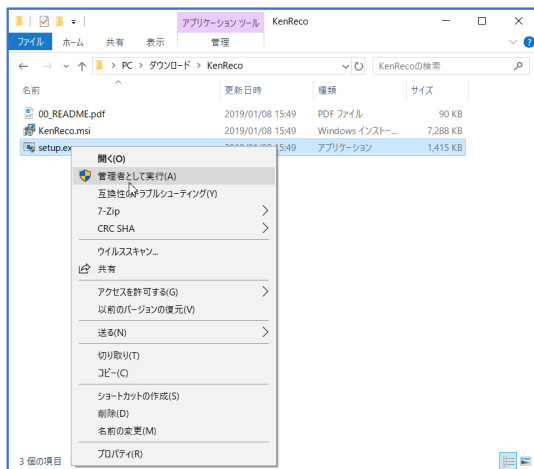 アプリケーション ツール KenReco
ファイル ホーム 共有 表示 管理
PC > ダウンロード > KenReco KenRecoの検索
名前 更新日時 種類 サイズ
00_README.pdf 2019/01/08 15:49 PDF ファイル 90 KB
KenReco.msi 2019/01/08 15:49 Windows インストー... 7,288 KB
setup.ex 15:49 アプリケーション 1,415 KB
開く(O)
管理者として実行(A)
互換性のトラブルシューティング(Y)
7-Zip
CRC SHA
ウイルススキャン...
共有
アクセスを許可する(G)
以前のバージョンの復元(V)
送る(N)
切り取り(T)
コピー(C)
ショートカットの作成(S)
削除(D)
名前の変更(M)
プロパティ(R)
3 個の項目